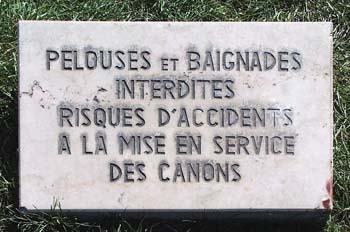 PELOUSES ET BAIGNADES
INTERDITES
RISQUES D'ACCIDENTS
A LA MISE EN SERVICE
DES CANONS